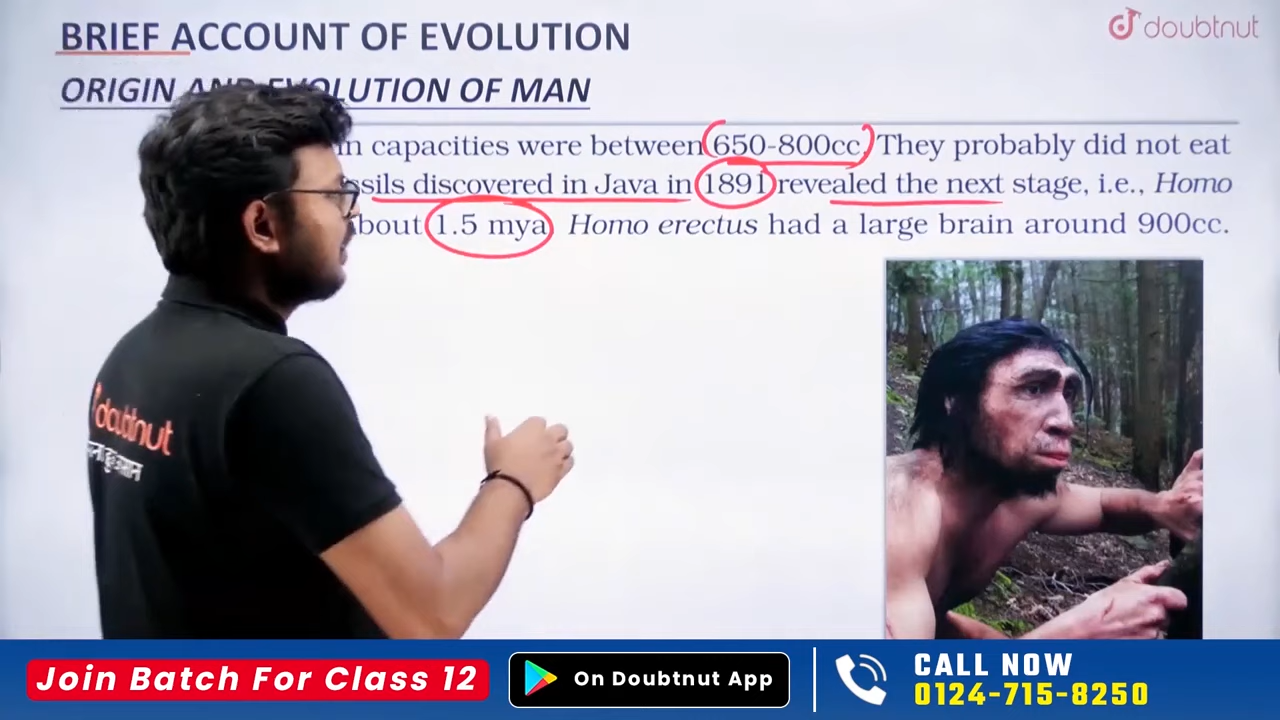 BRIEF ACCOUNT OF EVOLUTION
doubtnut
ORIGIN AND EVOLUTION OF MAN
capacities were between 650-800cc. They probably did not eat
discovered in Java in 1891 revealed the next stage, i.e., Homo
1.5 mya. Homo erectus had a large brain around 900cc.
doubtnut
Join Batch For Class 12
On Doubtnut App
CALL NOW
0124-715-8250